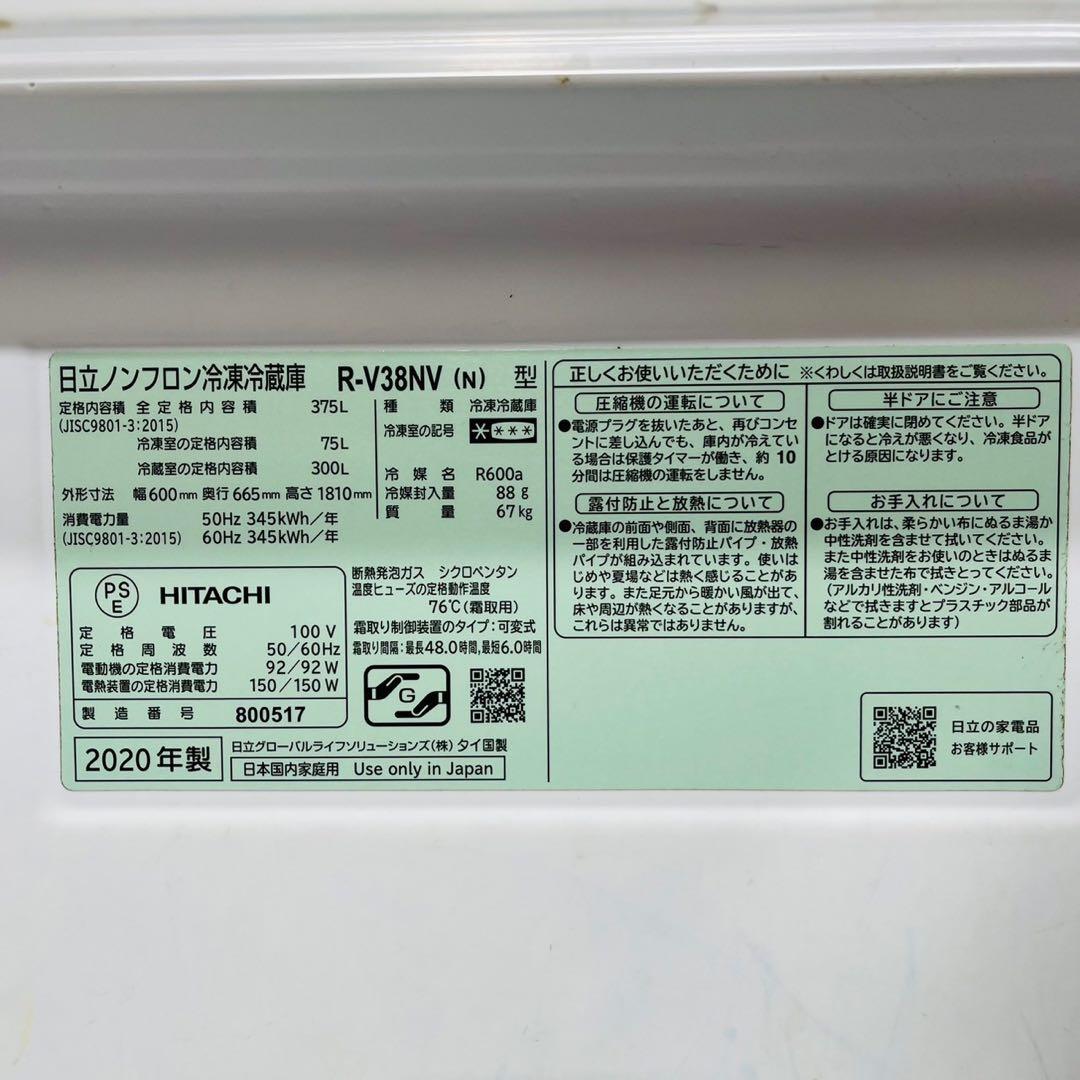 日立ノンフロン冷凍冷蔵庫 R-V38NV (N) 型
定格内容積 全定格内容積 375L
(JISC9801-3:2015)
冷凍室の定格内容積 75L
冷蔵室の定格内容積 300L
外形寸法 幅600mm 奥行665mm 高さ1810mm
消費電力量 50Hz 345kWh/年
(JISC9801-3:2015) 60Hz 345kWh/年
種類 冷凍冷蔵庫
冷凍室の記号 ****
冷媒名 R600a
冷媒封入量 88g
質量 67kg
PSE HITACHI
定格電圧 100V
定格周波数 50/60Hz
電動機の定格消費電力 92/92W
電熱装置の定格消費電力 150/150W
製造番号 800517
断熱発泡ガス シクロペンタン
温度ヒューズの定格動作温度
76℃(霜取用)
霜取り制御装置のタイプ:可変式
霜取り間隔:最長48.0時間,最短6.0時間
G
2020年製
日立グローバルライフソリューションズ(株) タイ国製
日本国内家庭用 Use only in Japan
正しくお使いいただくために ※くわしくは取扱説明書をご覧ください。
圧縮機の運転について
●電源プラグを抜いたあと、再びコンセ
ントに差し込んでも、庫内が冷えてい
る場合は保護タイマーが働き、約10
分間は圧縮機の運転をしません。
露付防止と放熱について
●冷蔵庫の前面や側面、背面に放熱器の
一部を利用した露付防止パイプ・放熱
パイプが組み込まれています。使いは
じめや夏場などは熱く感じることがあ
ります。また足元から暖かい風が出て、
床や周辺が熱くなることがありますが、
これらは異常ではありません。
半ドアにご注意
●ドアは確実に閉めてください。半ドア
になると冷えが悪くなり、冷凍食品が
とける原因になります。
お手入れについて
●お手入れは、柔らかい布にぬるま湯か
中性洗剤を含ませて拭いてください。
また中性洗剤をお使いのときはぬるま
湯を含ませた布で拭きとってください。
(アルカリ性洗剤・ベンジン・アルコール
などで拭きますとプラスチック部品が
割れることがあります)
日立の家電品
お客様サポート